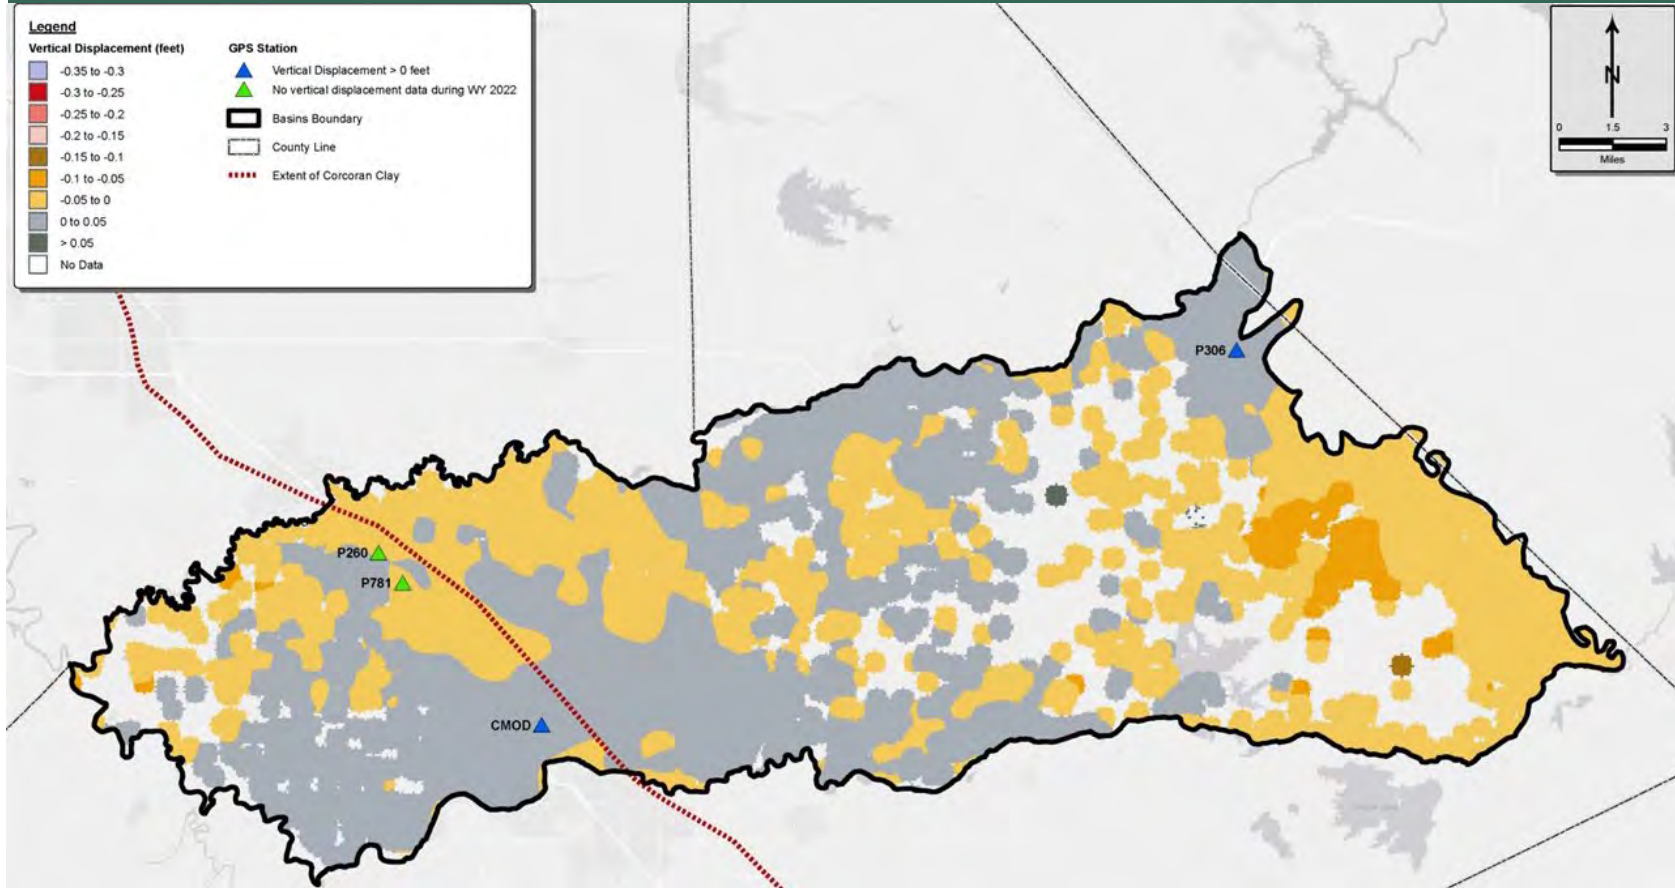 Legend
Vertical Displacement (feet)
-0.35 to -0.3
-0.3 to -0.25
-0.25 to -0.2
-0.2 to -0.15
-0.15 to -0.1
-0.1 to -0.05
-0.05 to 0
0 to 0.05
> 0.05
No Data
GPS Station
Vertical Displacement > 0 feet
No vertical displacement data during WY 2022
Basins Boundary
County Line
Extent of Corcoran Clay
N
0 1.5 3
Miles
P306
P260
P781
CMOD